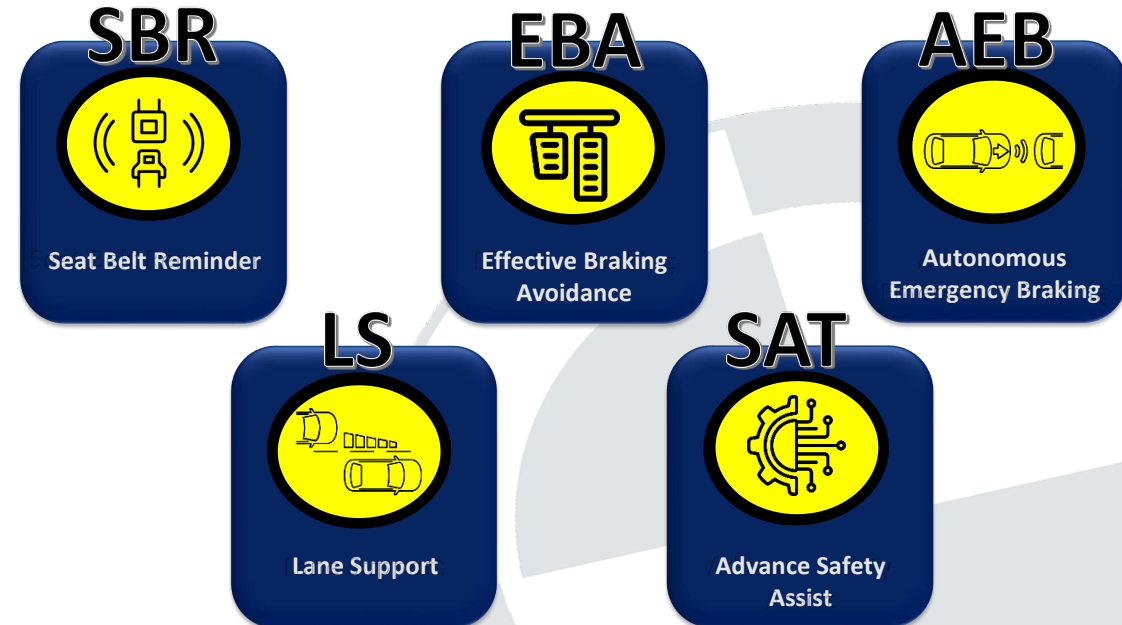 SBR
Seat Belt Reminder
EBA
Effective Braking
Avoidance
AEB
Autonomous
Emergency Braking
LS
Lane Support
SAT
Advance Safety
Assist